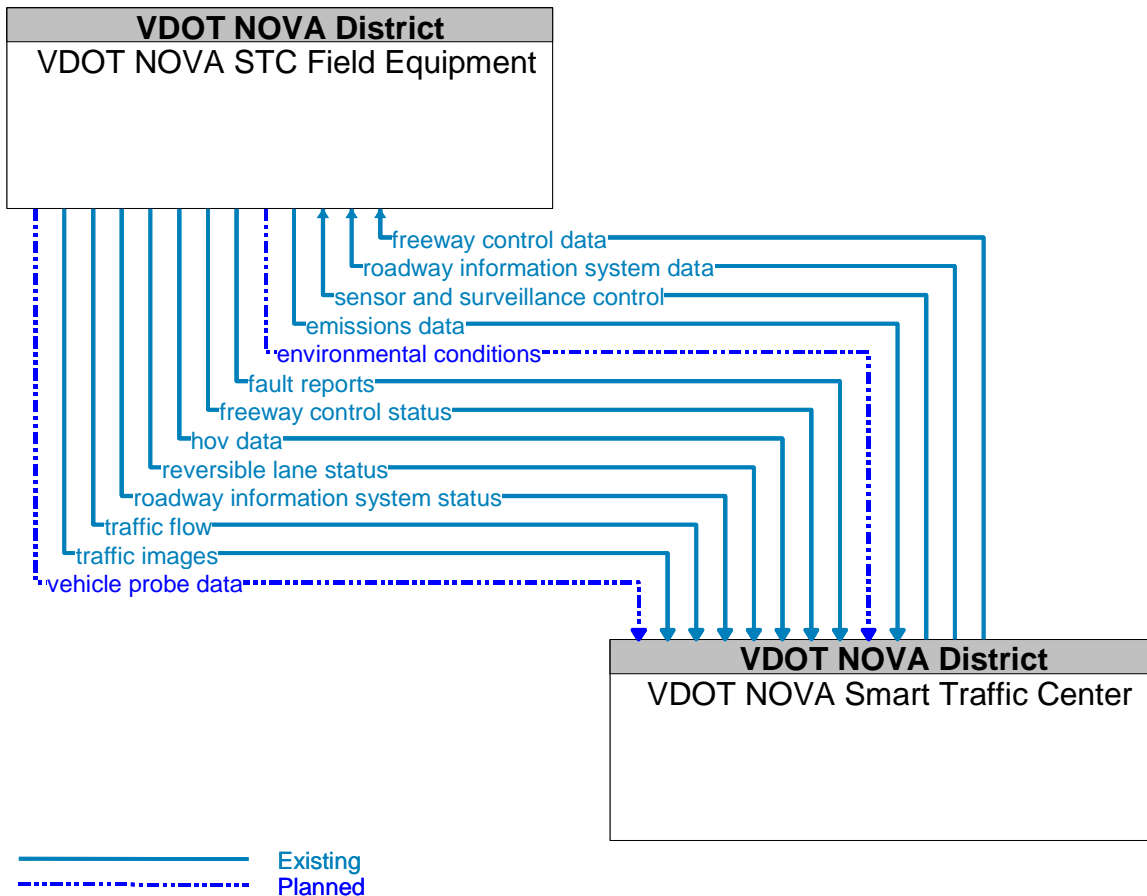 VDOT NOVA District
VDOT NOVA STC Field Equipment
freeway control data
roadway information system data
sensor and surveillance control
emissions data
environmental conditions
fault reports
freeway control status
hov data
reversible lane status
roadway information system status
traffic flow
traffic images
vehicle probe data
VDOT NOVA District
VDOT NOVA Smart Traffic Center
Existing
Planned